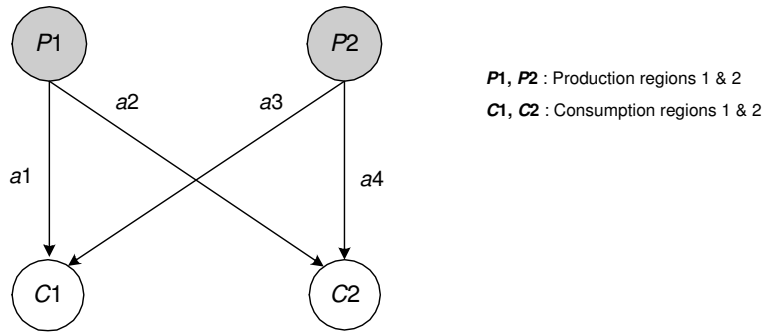 P1
P2
P1, P2 : Production regions 1 & 2
a2
a3
C1, C2 : Consumption regions 1 & 2
a1
a4
C1
C2